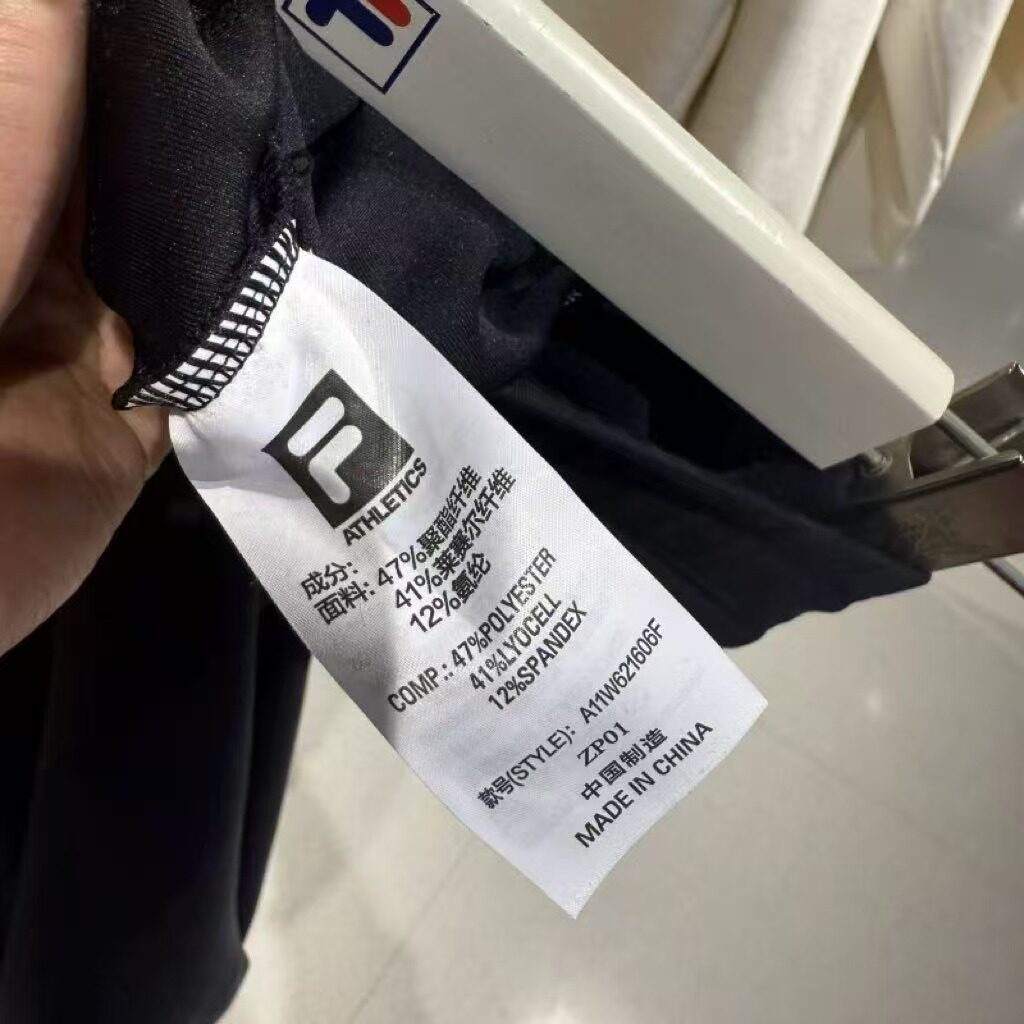 F
ATHLETICS
成分:
面料: 47%聚酯纤维
41%莱赛尔纤维
12%氨纶
COMP.: 47%POLYESTER
41%LYOCELL
12%SPANDEX
款号(STYLE): A11W621606F
ZP01
中国制造
MADE IN CHINA